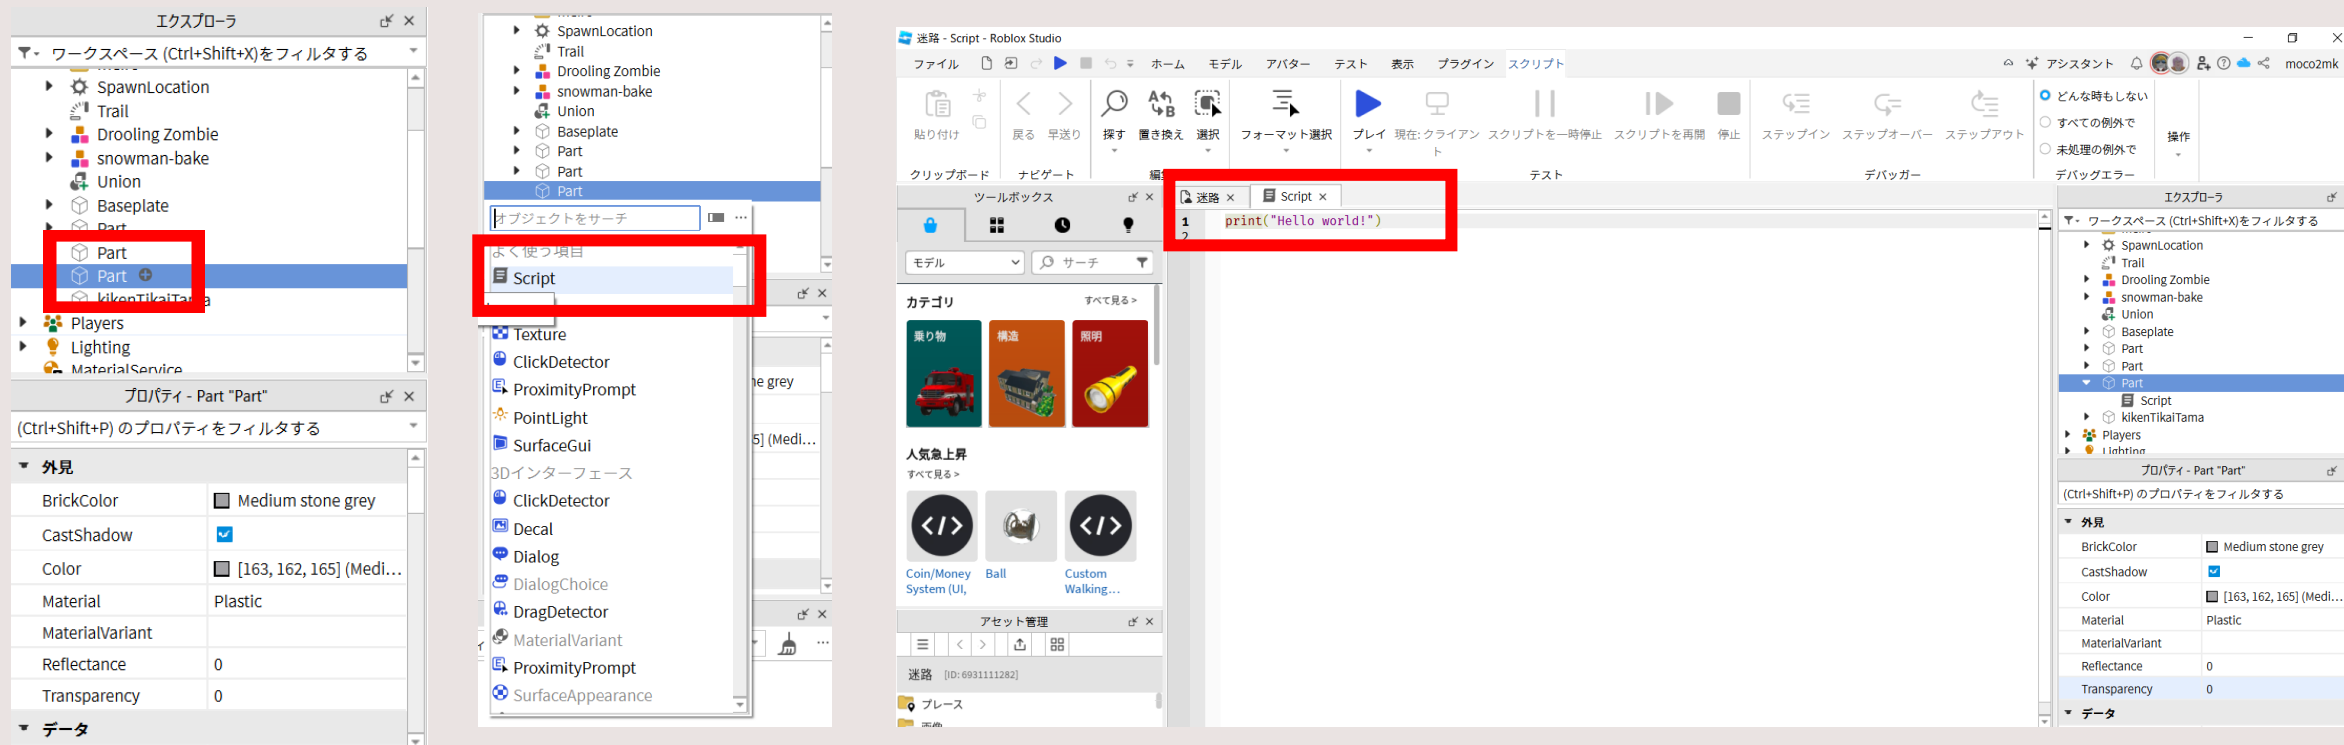 エクスプローラ
ワークスペース (Ctrl+Shift+X)をフィルタする
SpawnLocation
Trail
Drooling Zombie
snowman-bake
Union
Baseplate
Part
Part
Part
kikenTikaiTama
Players
Lighting
MaterialService
プロパティ - Part "Part"
(Ctrl+Shift+P) のプロパティをフィルタする
外見
BrickColor
Medium stone grey
CastShadow
Color
[163, 162, 165] (Medi...
Material
Plastic
MaterialVariant
Reflectance
0
Transparency
0
データ
SpawnLocation
Trail
Drooling Zombie
snowman-bake
Union
Baseplate
Part
Part
Part
オブジェクトをサーチ
よく使う項目
Script
Texture
ClickDetector
ProximityPrompt
PointLight
SurfaceGui
3Dインターフェース
ClickDetector
Decal
Dialog
DialogChoice
DragDetector
MaterialVariant
ProximityPrompt
SurfaceAppearance
ne grey
5] (Medi...
迷路 - Script - Roblox Studio
ファイル
ホーム
モデル
アバター
テスト
表示
プラグイン
スクリプト
アシスタント
moco2mk
貼り付け
戻る
早送り
探す
置き換え
選択
フォーマット選択
プレイ
現在: クライアント
スクリプトを一時停止
スクリプトを再開
停止
ステップイン
ステップオーバー
ステップアウト
どんな時もしない
すべての例外で
未処理の例外で
操作
クリップボード
ナビゲート
編
テスト
デバッガー
デバッグエラー
ツールボックス
モデル
サーチ
カテゴリ
すべて見る >
乗り物
構造
照明
人気急上昇
すべて見る >
Coin/Money
System (UI,
Ball
Custom
Walking...
アセット管理
迷路 [ID: 6931111282]
プレース
画像
迷路
Script
1
print("Hello world!")
2
エクスプローラ
ワークスペース (Ctrl+Shift+X)をフィルタする
SpawnLocation
Trail
Drooling Zombie
snowman-bake
Union
Baseplate
Part
Part
Part
Script
kikenTikaiTama
Players
Lighting
プロパティ - Part "Part"
(Ctrl+Shift+P) のプロパティをフィルタする
外見
BrickColor
Medium stone grey
CastShadow
Color
[163, 162, 165] (Medi...
Material
Plastic
MaterialVariant
Reflectance
0
Transparency
0
データ